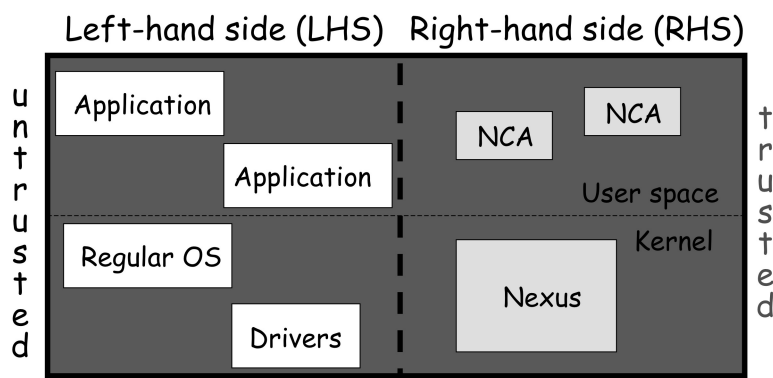 Left-hand side (LHS)
Right-hand side (RHS)
untrusted
Application
Application
Regular OS
Drivers
NCA
NCA
User space
Kernel
Nexus
trusted